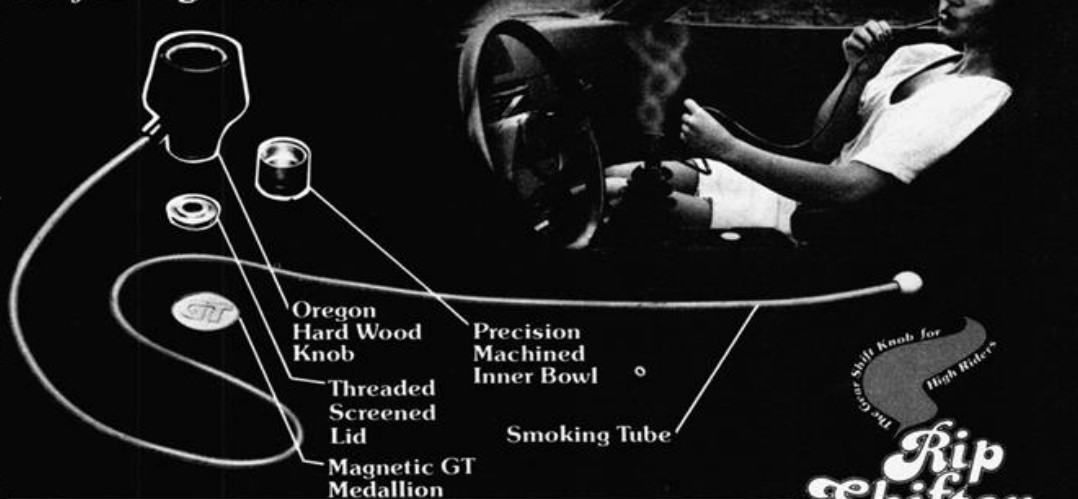 Oregon
Hard Wood
Knob
Precision
Machined
Inner Bowl
Threaded
Screened
Lid
Smoking Tube
Magnetic GT
Medallion
GT
The Gear Shift Knob for
High Riders
Rip